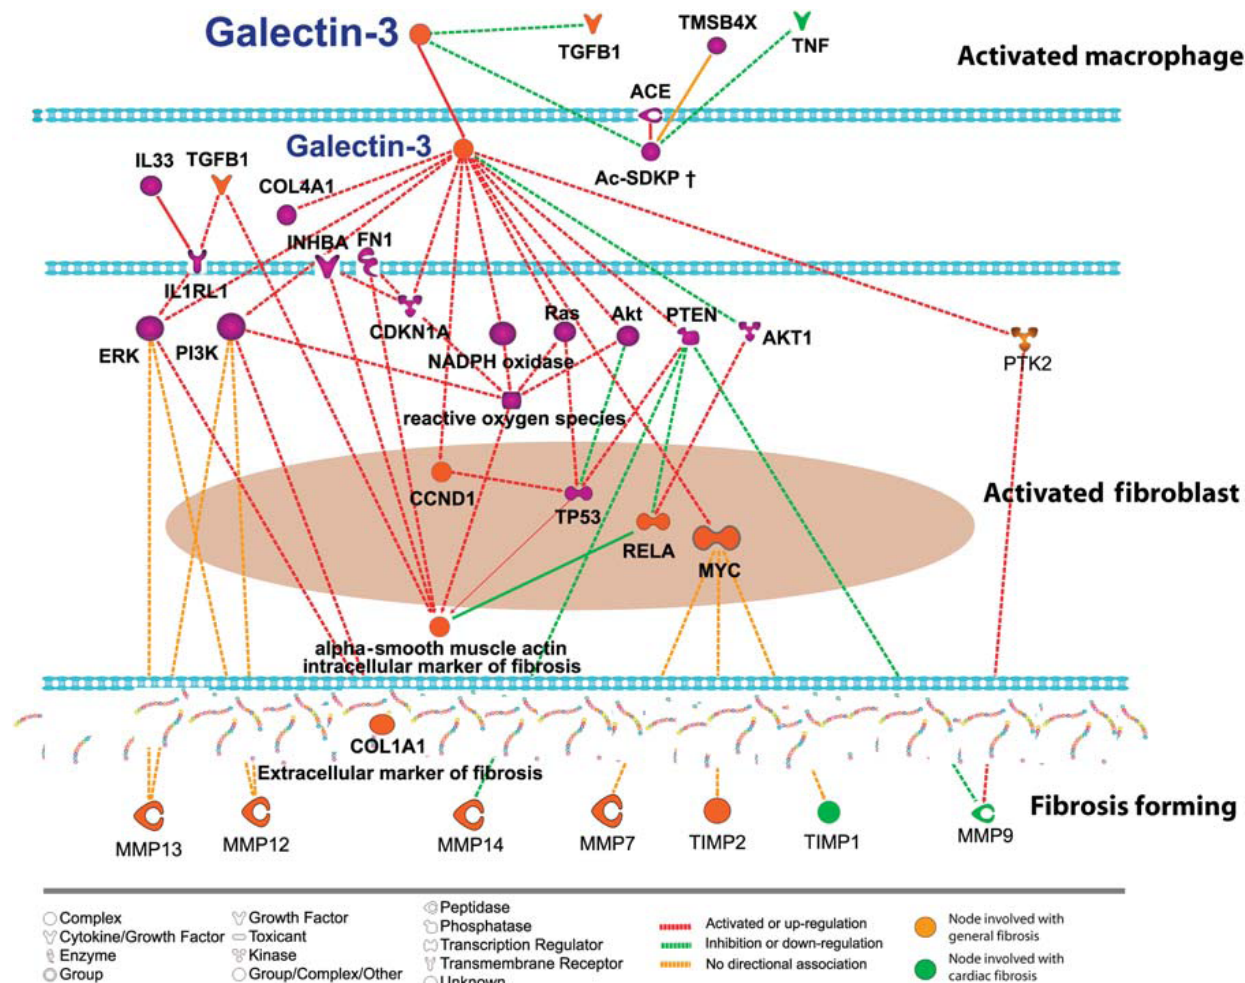 Galectin-3
TGFB1
TMSB4X
TNF
Activated macrophage
ACE
Galectin-3
IL33
TGFB1
COL4A1
Ac-SDKP †
INHBA
FN1
IL1RL1
ERK
PI3K
CDKN1A
NADPH oxidase
Ras
Akt
PTEN
AKT1
PTK2
reactive oxygen species
CCND1
TP53
RELA
MYC
Activated fibroblast
alpha-smooth muscle actin
intracellular marker of fibrosis
COL1A1
Extracellular marker of fibrosis
Fibrosis forming
MMP13
MMP12
MMP14
MMP7
TIMP2
TIMP1
MMP9
Complex
Cytokine/Growth Factor
Enzyme
Group
Growth Factor
Toxicant
Kinase
Group/Complex/Other
Peptidase
Phosphatase
Transcription Regulator
Transmembrane Receptor
Unknown
Activated or up-regulation
Inhibition or down-regulation
No directional association
Node involved with
general fibrosis
Node involved with
cardiac fibrosis